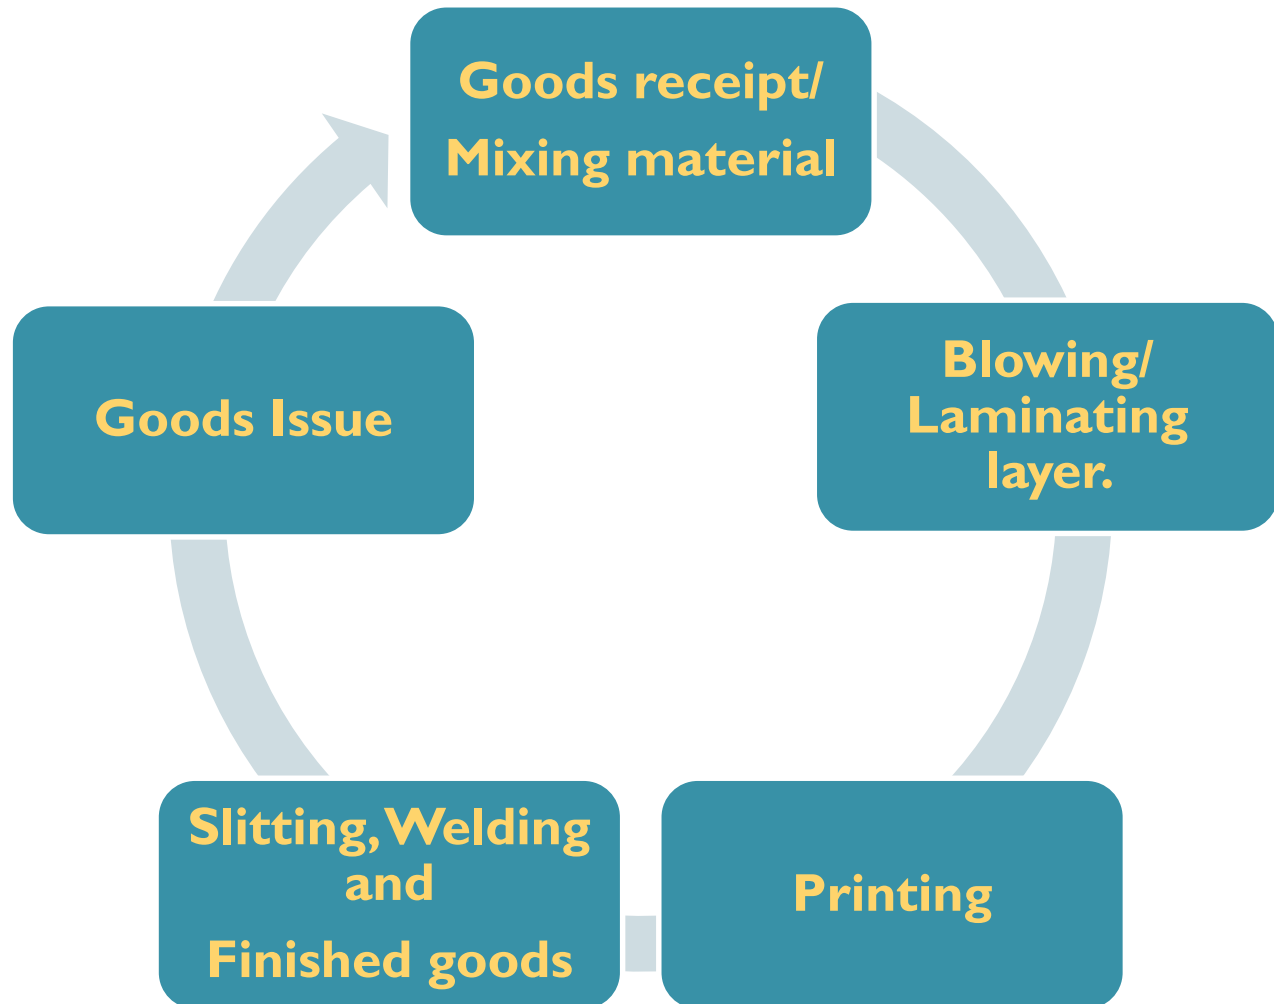 Goods receipt/
Mixing material
Blowing/
Laminating
layer.
Printing
Slitting, Welding
and
Finished goods
Goods Issue